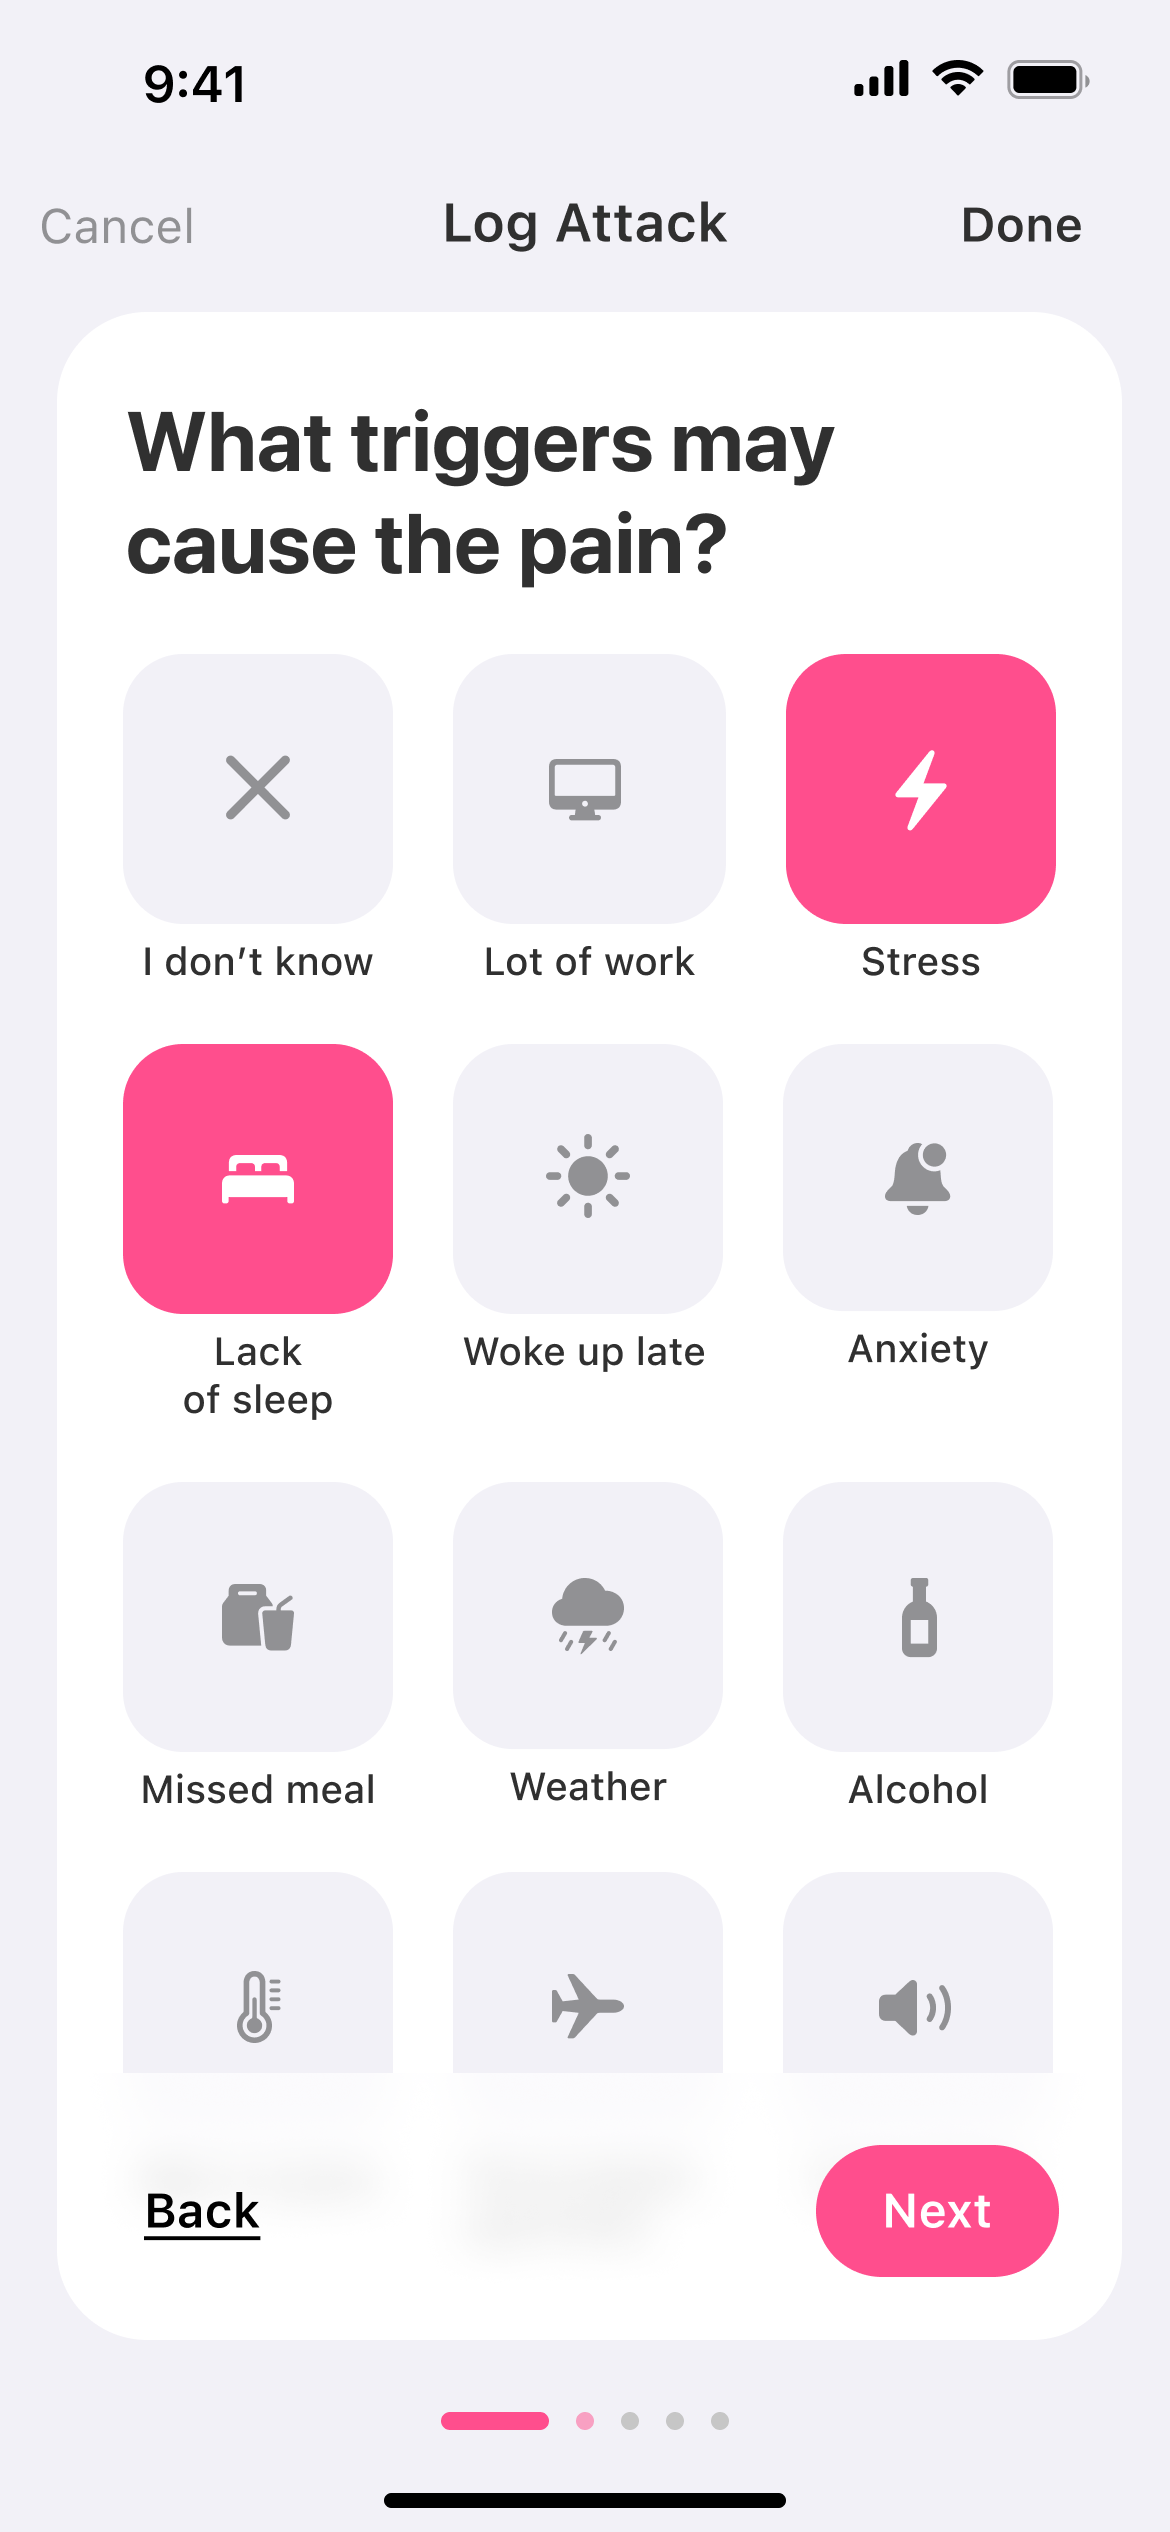 9:41
Cancel
Log Attack
Done
What triggers may
cause the pain?
I don’t know
Lot of work
Stress
Lack
of sleep
Woke up late
Anxiety
Missed meal
Weather
Alcohol
Back
Next